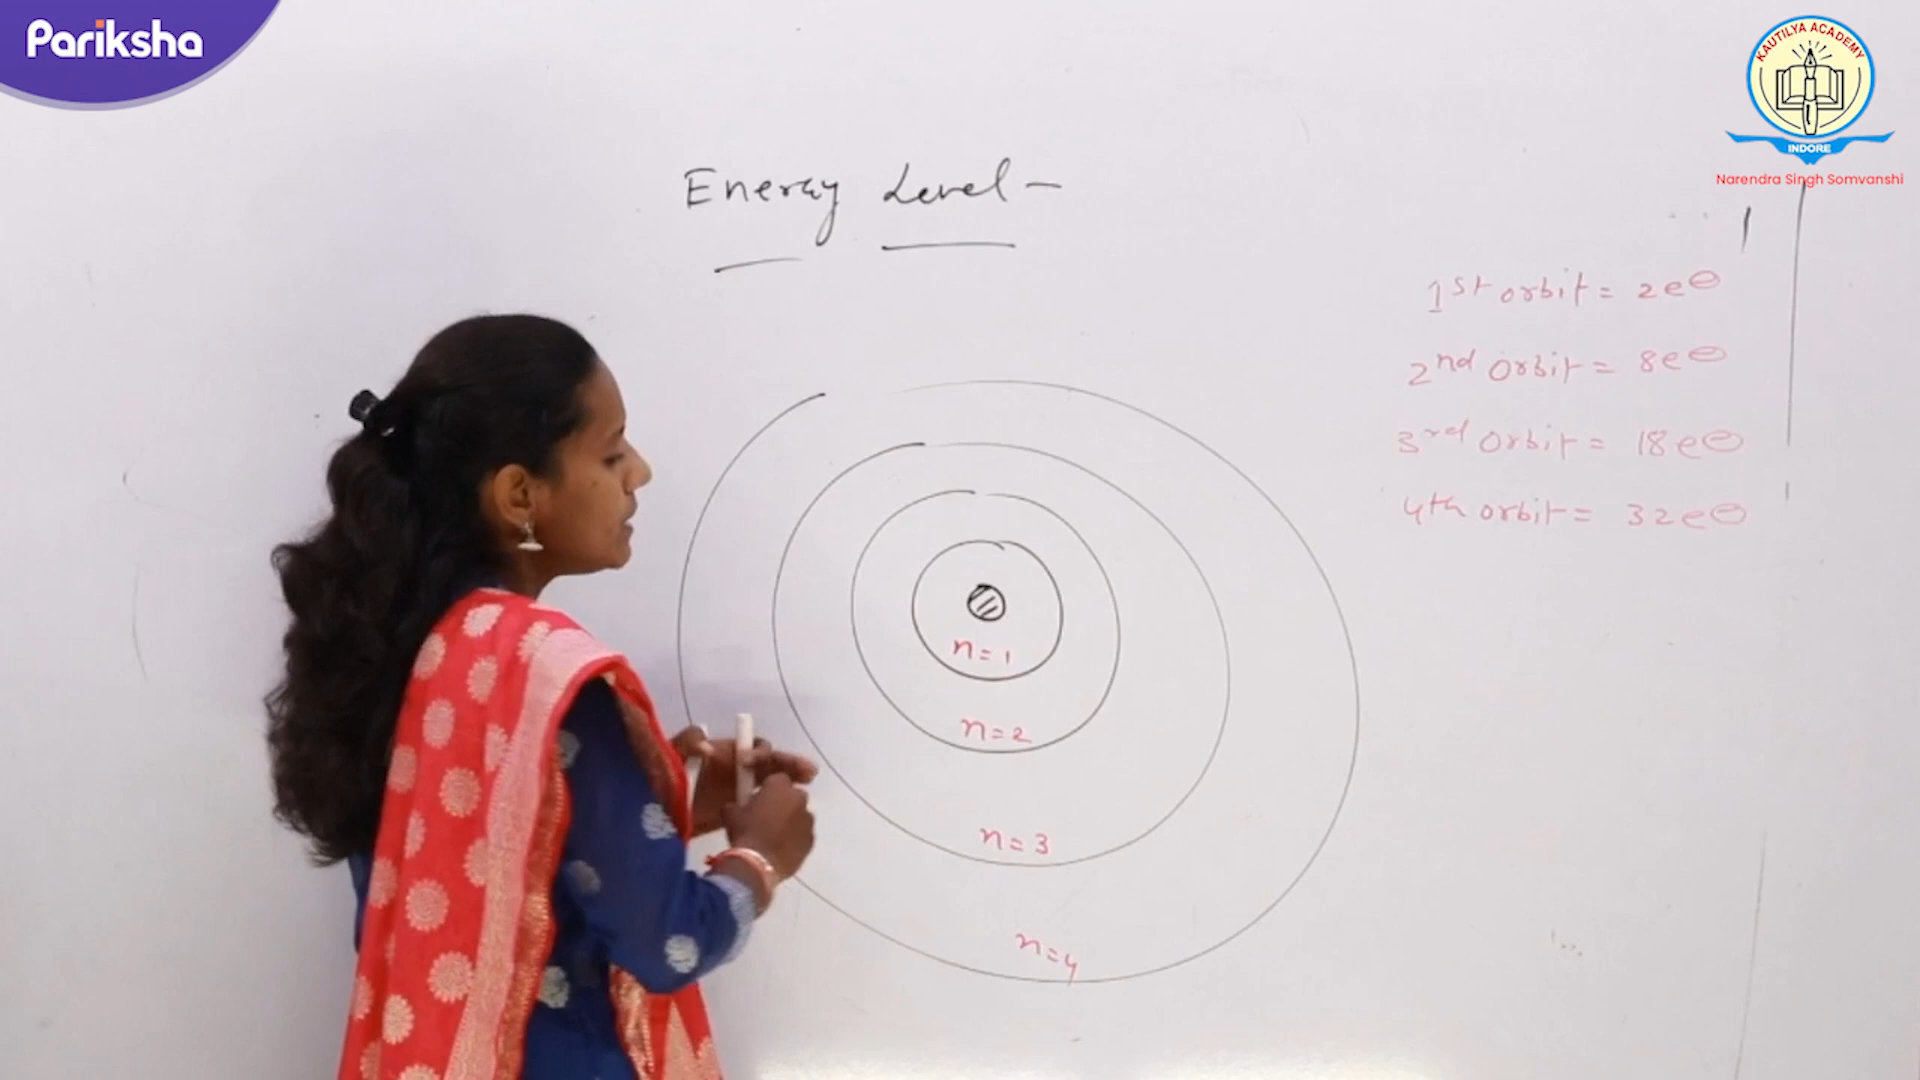 Pariksha
KAUTILYA ACADEMY
INDORE
Narendra Singh Somvanshi
Energy Level –
1st orbit = 2e⊖
2nd orbit = 8e⊖
3rd orbit = 18e⊖
4th orbit = 32e⊖
n=1
n=2
n=3
n=4